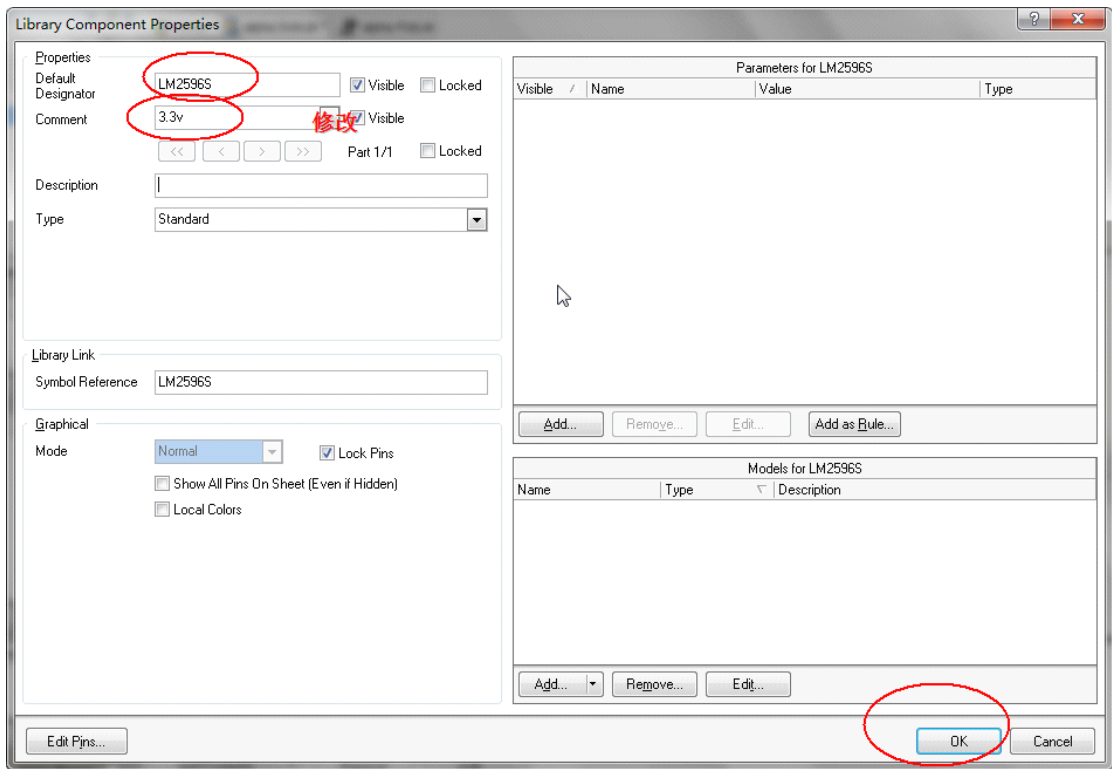 Library Component Properties
Properties
Default Designator
LM2596S
Visible
Locked
Comment
3.3v
修改
Visible
<<
<
>
>>
Part 1/1
Locked
Description
Type
Standard
Library Link
Symbol Reference
LM2596S
Graphical
Mode
Normal
Lock Pins
Show All Pins On Sheet (Even if Hidden)
Local Colors
Parameters for LM2596S
Visible / Name Value Type
Add... Remove... Edit... Add as Rule...
Models for LM2596S
Name Type Description
Add... Remove... Edit...
Edit Pins...
OK
Cancel